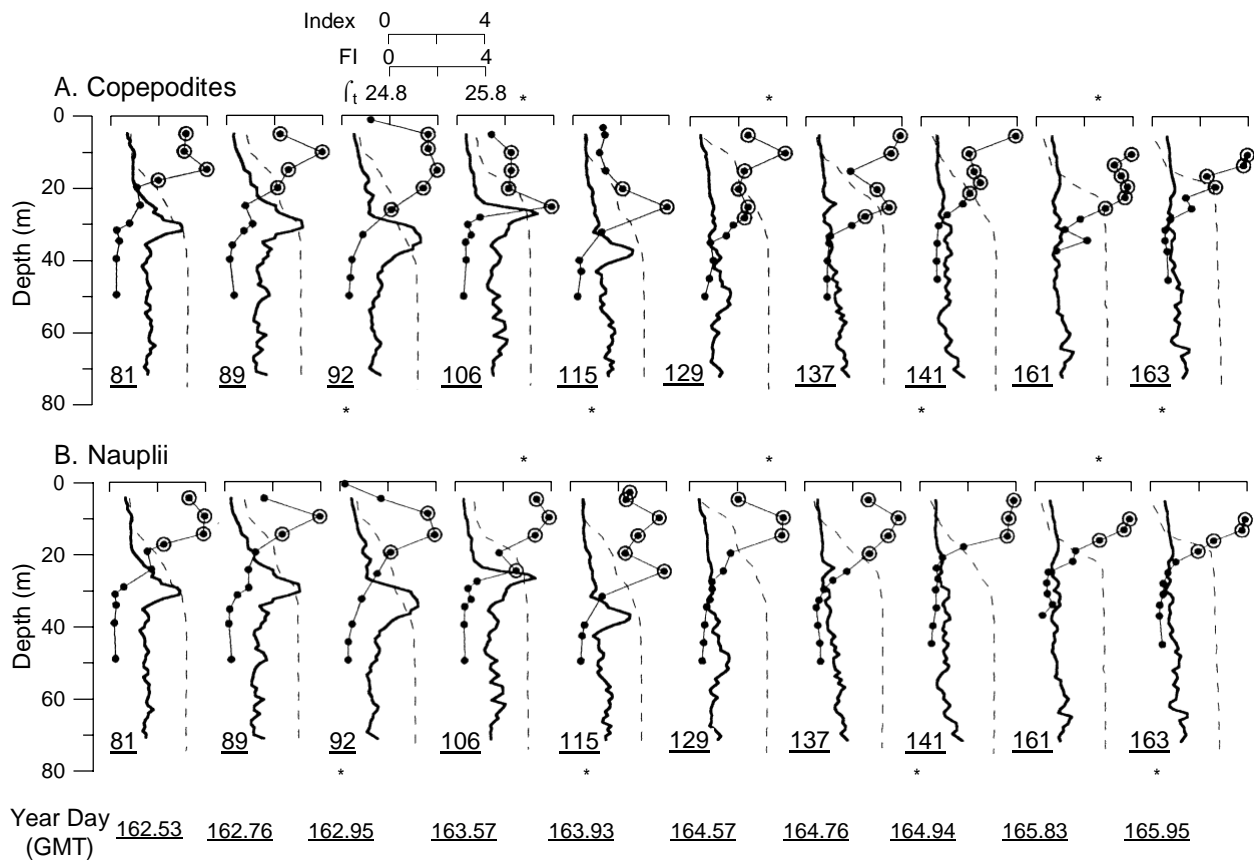 Index 0 4
FI 0 4
A. Copepodites ∫t 24.8 25.8 * * *
0
20
40
60
80
Depth (m)
81 89 92 106 115 129 137 141 161 163
* * * *
B. Nauplii * * *
0
20
40
60
80
Depth (m)
81 89 92 106 115 129 137 141 161 163
* * * *
Year Day 162.53 162.76 162.95 163.57 163.93 164.57 164.76 164.94 165.83 165.95
(GMT)